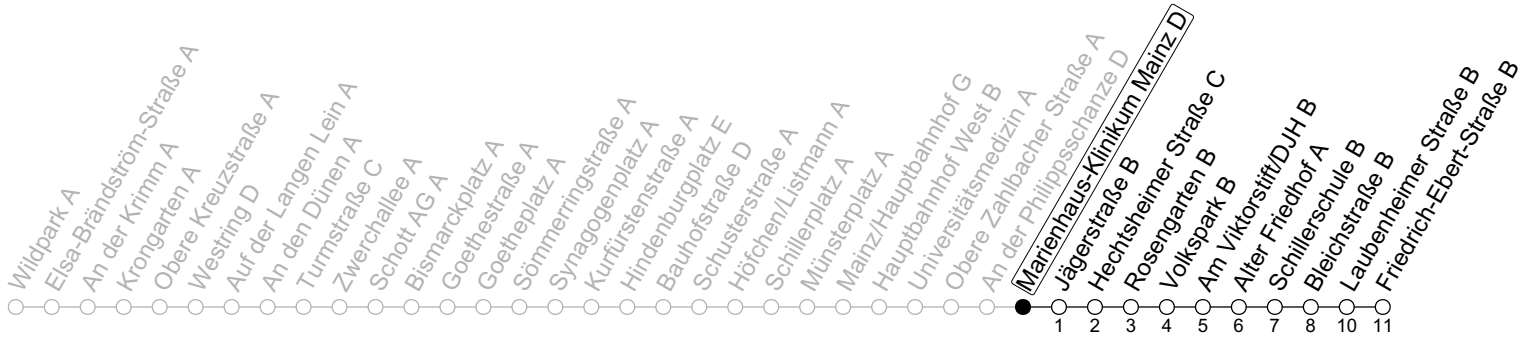 Wildpark A
Elsa-Brändström-Straße A
An der Krimm A
Krongarten A
Obere Kreuzstraße A
Westring D
Auf der Langen Lein A
An den Dünen A
Turmstraße C
Zwerchallee A
Schott AG A
Bismarckplatz A
Goethestraße A
Goetheplatz A
Sömmerringstraße A
Synagogenplatz A
Kurfürstenstraße A
Hindenburgplatz E
Bauhofstraße D
Schusterstraße A
Höfchen/Listmann A
Schillerplatz A
Münsterplatz A
Mainz/Hauptbahnhof G
Hauptbahnhof West B
Universitätsmedizin A
Obere Zahlbacher Straße A
An der Philippsschanze D
Marienhaus-Klinikum Mainz D
Jägerstraße B
Hechtsheimer Straße C
Rosengarten B
Volkspark B
Am Viktorstift/DJH B
Alter Friedhof A
Schillerschule B
Bleichstraße B
Laubenheimer Straße B
Friedrich-Ebert-Straße B
1 2 3 4 5 6 7 8 10 11